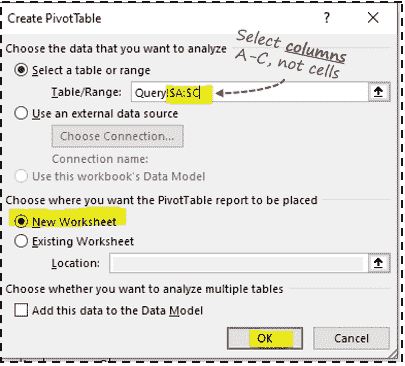 Create PivotTable ? ×
Choose the data that you want to analyze
Select a table or range
Table/Range: Query!$A:$C
Select columns
A-C, not cells
Use an external data source
Choose Connection...
Connection name:
Use this workbook's Data Model
Choose where you want the PivotTable report to be placed
New Worksheet
Existing Worksheet
Location:
Choose whether you want to analyze multiple tables
Add this data to the Data Model
OK Cancel